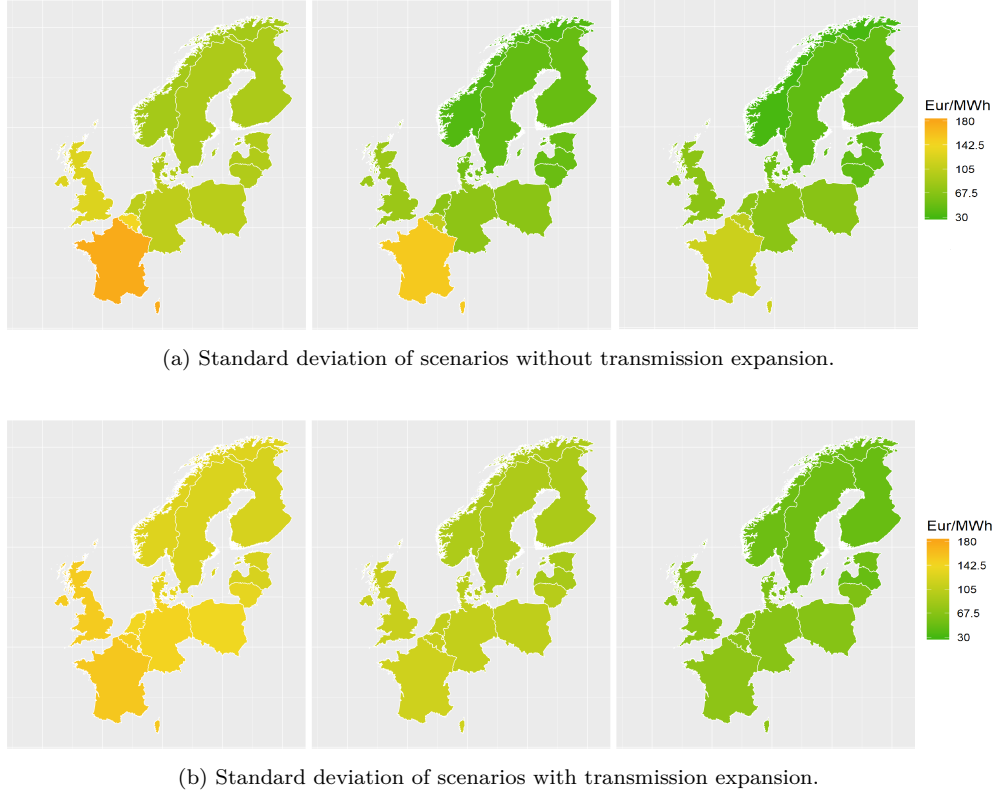 Eur/MWh
180
142.5
105
67.5
30
(a) Standard deviation of scenarios without transmission expansion.
Eur/MWh
180
142.5
105
67.5
30
(b) Standard deviation of scenarios with transmission expansion.